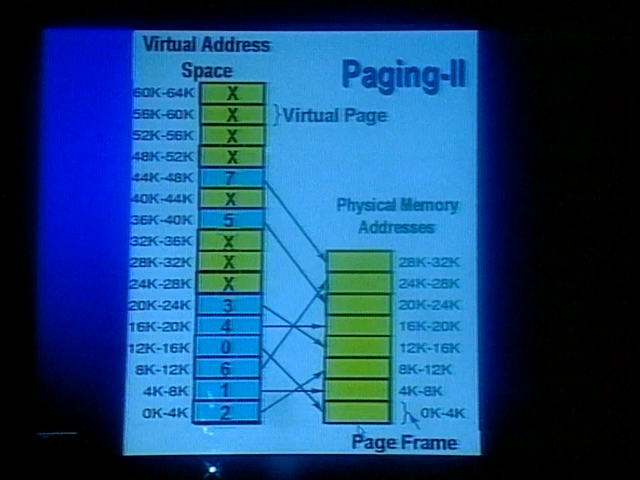 Virtual Address
Space
Paging-II
60K-64K X
56K-60K X } Virtual Page
52K-56K X
48K-52K X
44K-48K 7
40K-44K X
36K-40K 5
32K-36K X
28K-32K X
24K-28K X
20K-24K 3
16K-20K 4
12K-16K 0
8K-12K 6
4K-8K 1
0K-4K 2
Physical Memory
Addresses
28K-32K
24K-28K
20K-24K
16K-20K
12K-16K
8K-12K
4K-8K
} 0K-4K
Page Frame